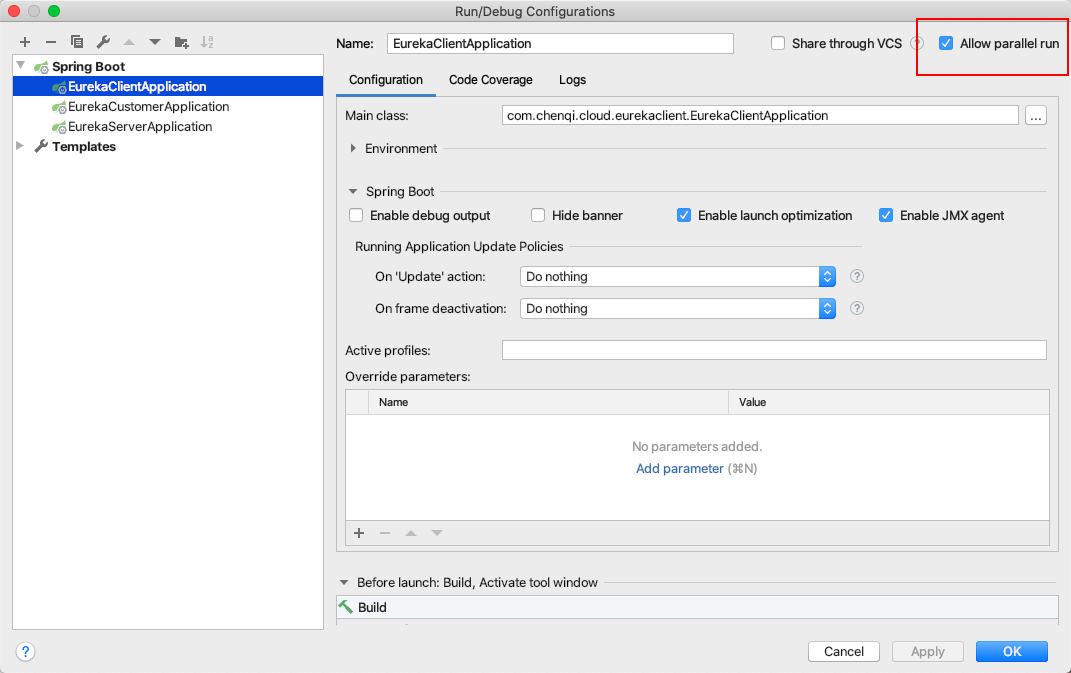 Run/Debug Configurations
Name: EurekaClientApplication Share through VCS ? Allow parallel run
Spring Boot
EurekaClientApplication
EurekaCustomerApplication
EurekaServerApplication
Templates
Configuration Code Coverage Logs
Main class: com.chenqi.cloud.eurekaclient.EurekaClientApplication ...
Environment
Spring Boot
Enable debug output Hide banner Enable launch optimization Enable JMX agent
Running Application Update Policies
On 'Update' action: Do nothing ?
On frame deactivation: Do nothing ?
Active profiles:
Override parameters:
Name Value
No parameters added.
Add parameter (⌘N)
Before launch: Build, Activate tool window
Build
? Cancel Apply OK